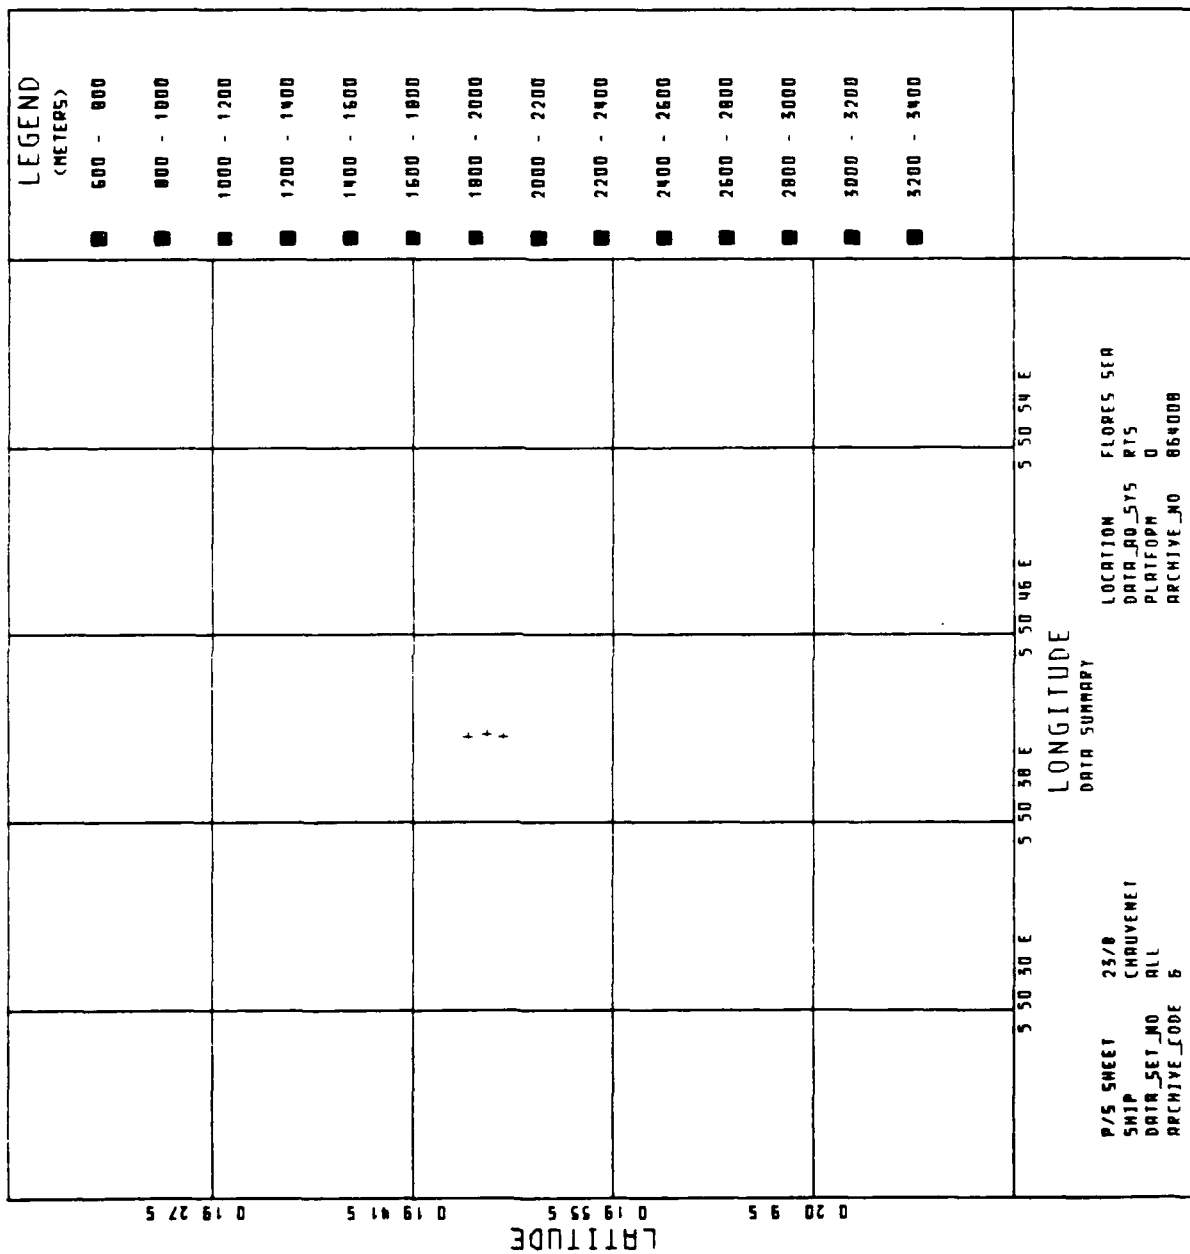 LEGEND
(METERS)
600 - 800
800 - 1000
1000 - 1200
1200 - 1400
1400 - 1600
1600 - 1800
1800 - 2000
2000 - 2200
2200 - 2400
2400 - 2600
2600 - 2800
2800 - 3000
3000 - 3200
3200 - 3400
LATITUDE
0 19 27 S
0 19 41 S
0 19 55 S
0 20 9 S
5 50 30 E
5 50 38 E
5 50 46 E
5 50 54 E
LONGITUDE
DATA SUMMARY
P/S SHEET 23/8
SHIP CHAUVENET
DATA_SET_NO ALL
ARCHIVE_CODE
LOCATION FLORES SEA
DATA_AQ_SYS RTS
PLATFORM 0
ARCHIVE_NO 864008